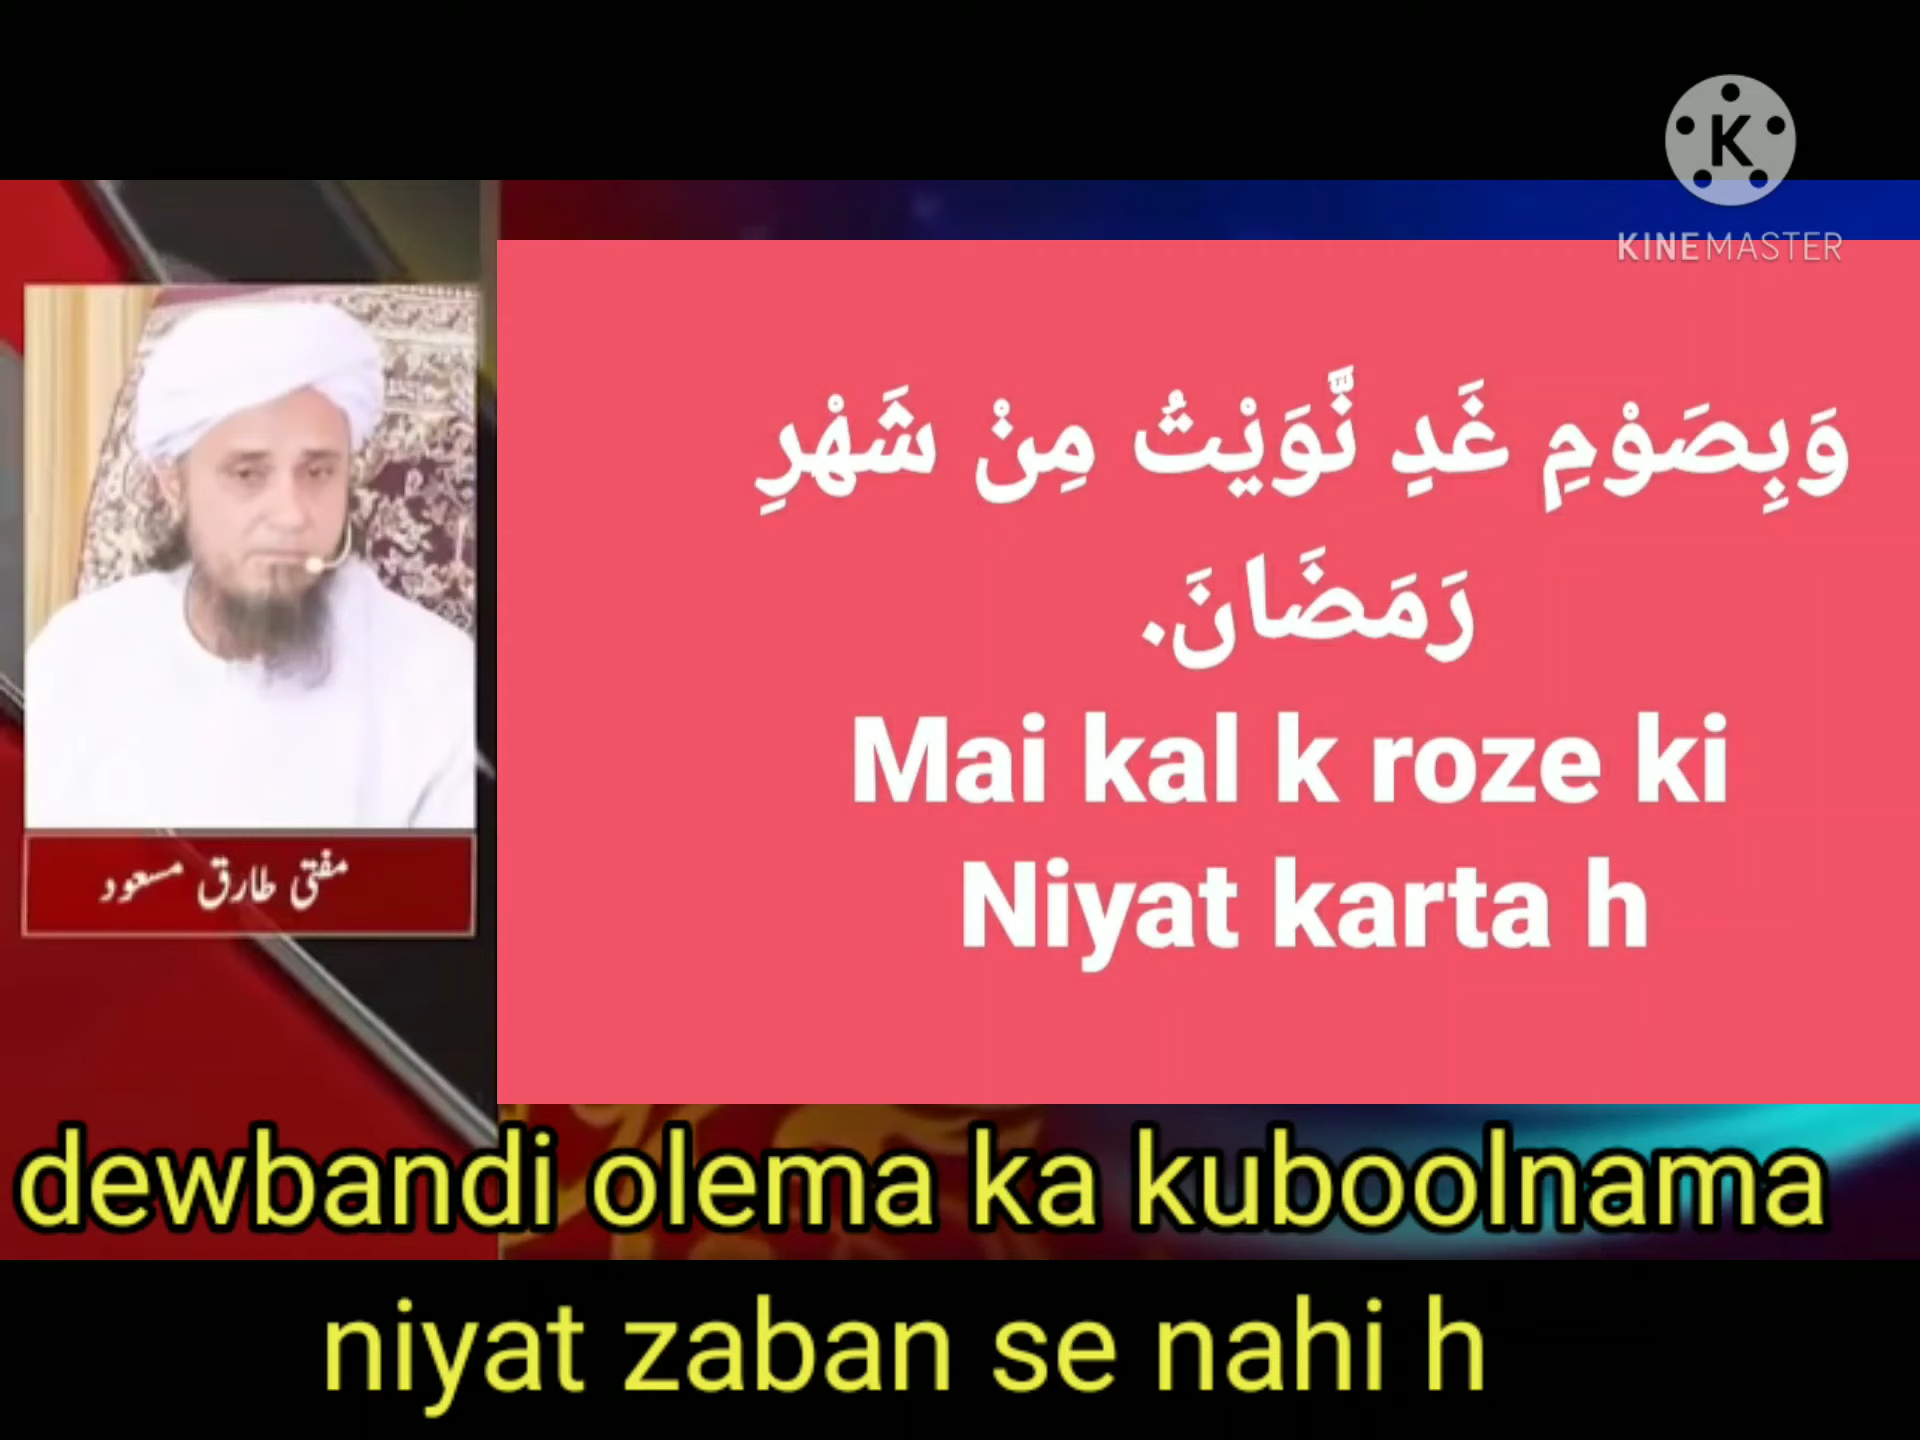 K
KINEMASTER
وَبِصَوْمِ غَدٍ نَّوَيْتُ مِنْ شَهْرِ
رَمَضَانَ.
Mai kal k roze ki
Niyat karta h
مفتی طارق مسعود
dewbandi olema ka kuboolnama
niyat zaban se nahi h